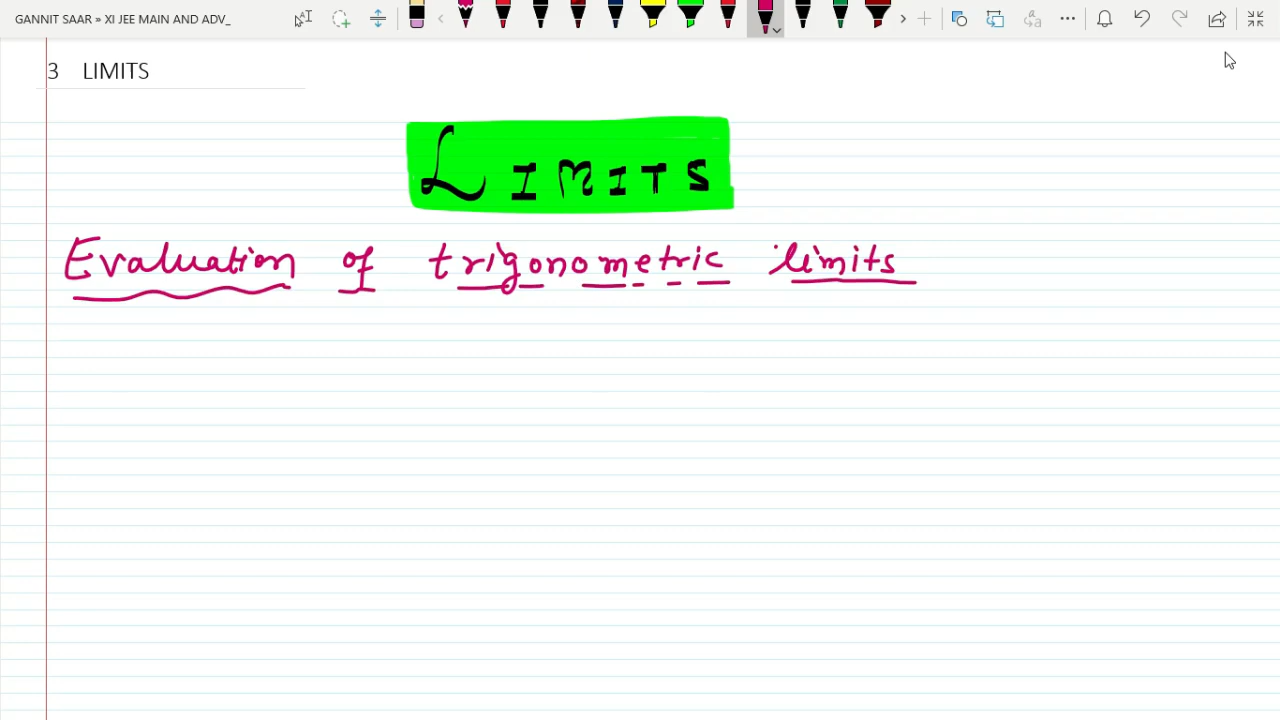 GANNIT SAAR » XI JEE MAIN AND ADV_
3 LIMITS
LIMITS
Evaluation of trigonometric limits